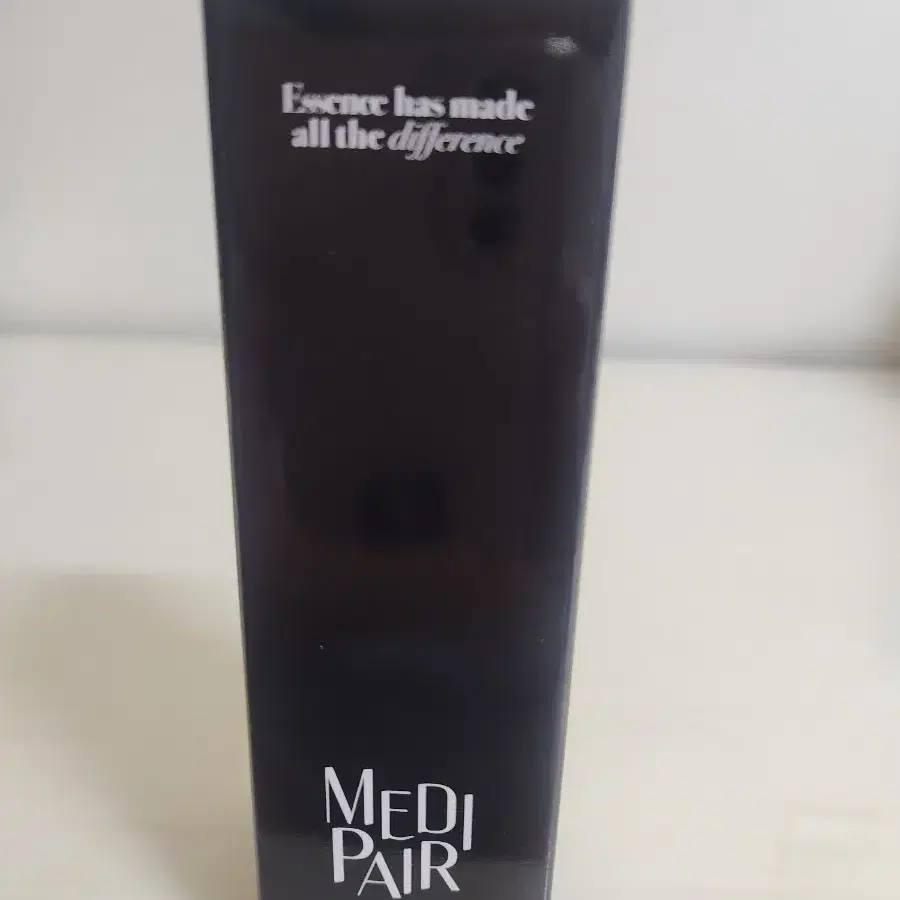 Essence has made
all the difference
MEDI
PAIR